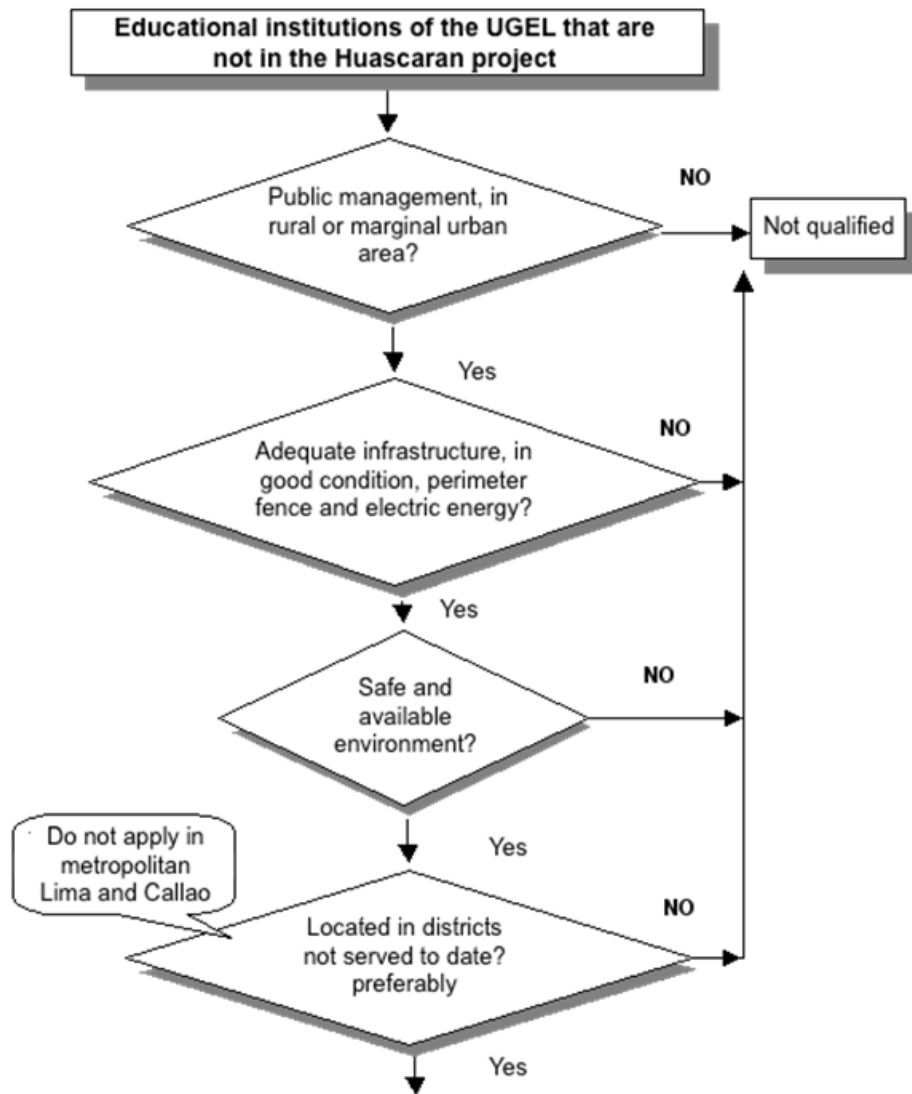 Educational institutions of the UGEL that are
not in the Huascaran project
Public management, in
rural or marginal urban
area?
NO
Not qualified
Yes
Adequate infrastructure, in
good condition, perimeter
fence and electric energy?
NO
Yes
Safe and
available
environment?
NO
Yes
Do not apply in
metropolitan
Lima and Callao
Located in districts
not served to date?
preferably
NO
Yes